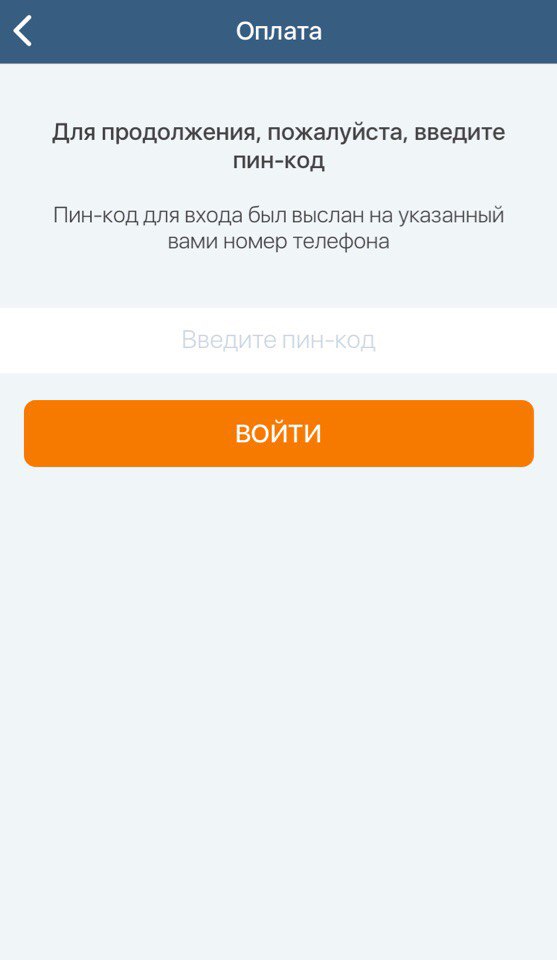 Оплата
Для продолжения, пожалуйста, введите
пин-код
Пин-код для входа был выслан на указанный
вами номер телефона
Введите пин-код
ВОЙТИ